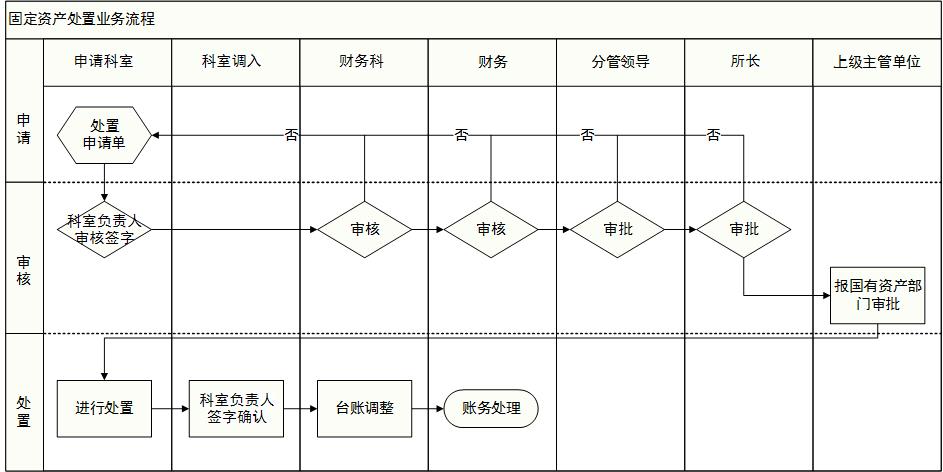 固定资产处置业务流程
申请科室
科室调入
财务科
财务
分管领导
所长
上级主管单位
申
请
处置
申请单
否
否
否
否
审
核
科室负责人
审核签字
审核
审核
审批
审批
报国有资产部
门审批
处
置
进行处置
科室负责人
签字确认
台账调整
账务处理